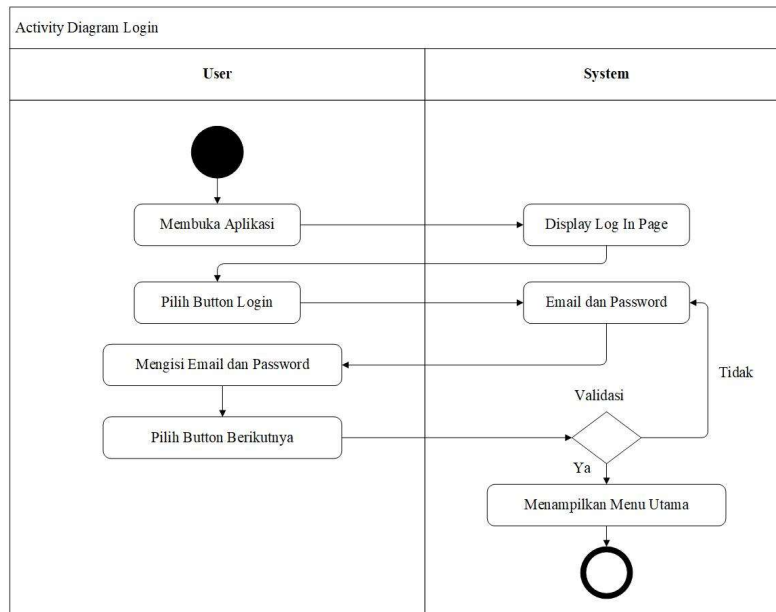 Activity Diagram Login
User
System
Membuka Aplikasi
Display Log In Page
Pilih Button Login
Email dan Password
Mengisi Email dan Password
Tidak
Validasi
Pilih Button Berikutnya
Ya
Menampilkan Menu Utama